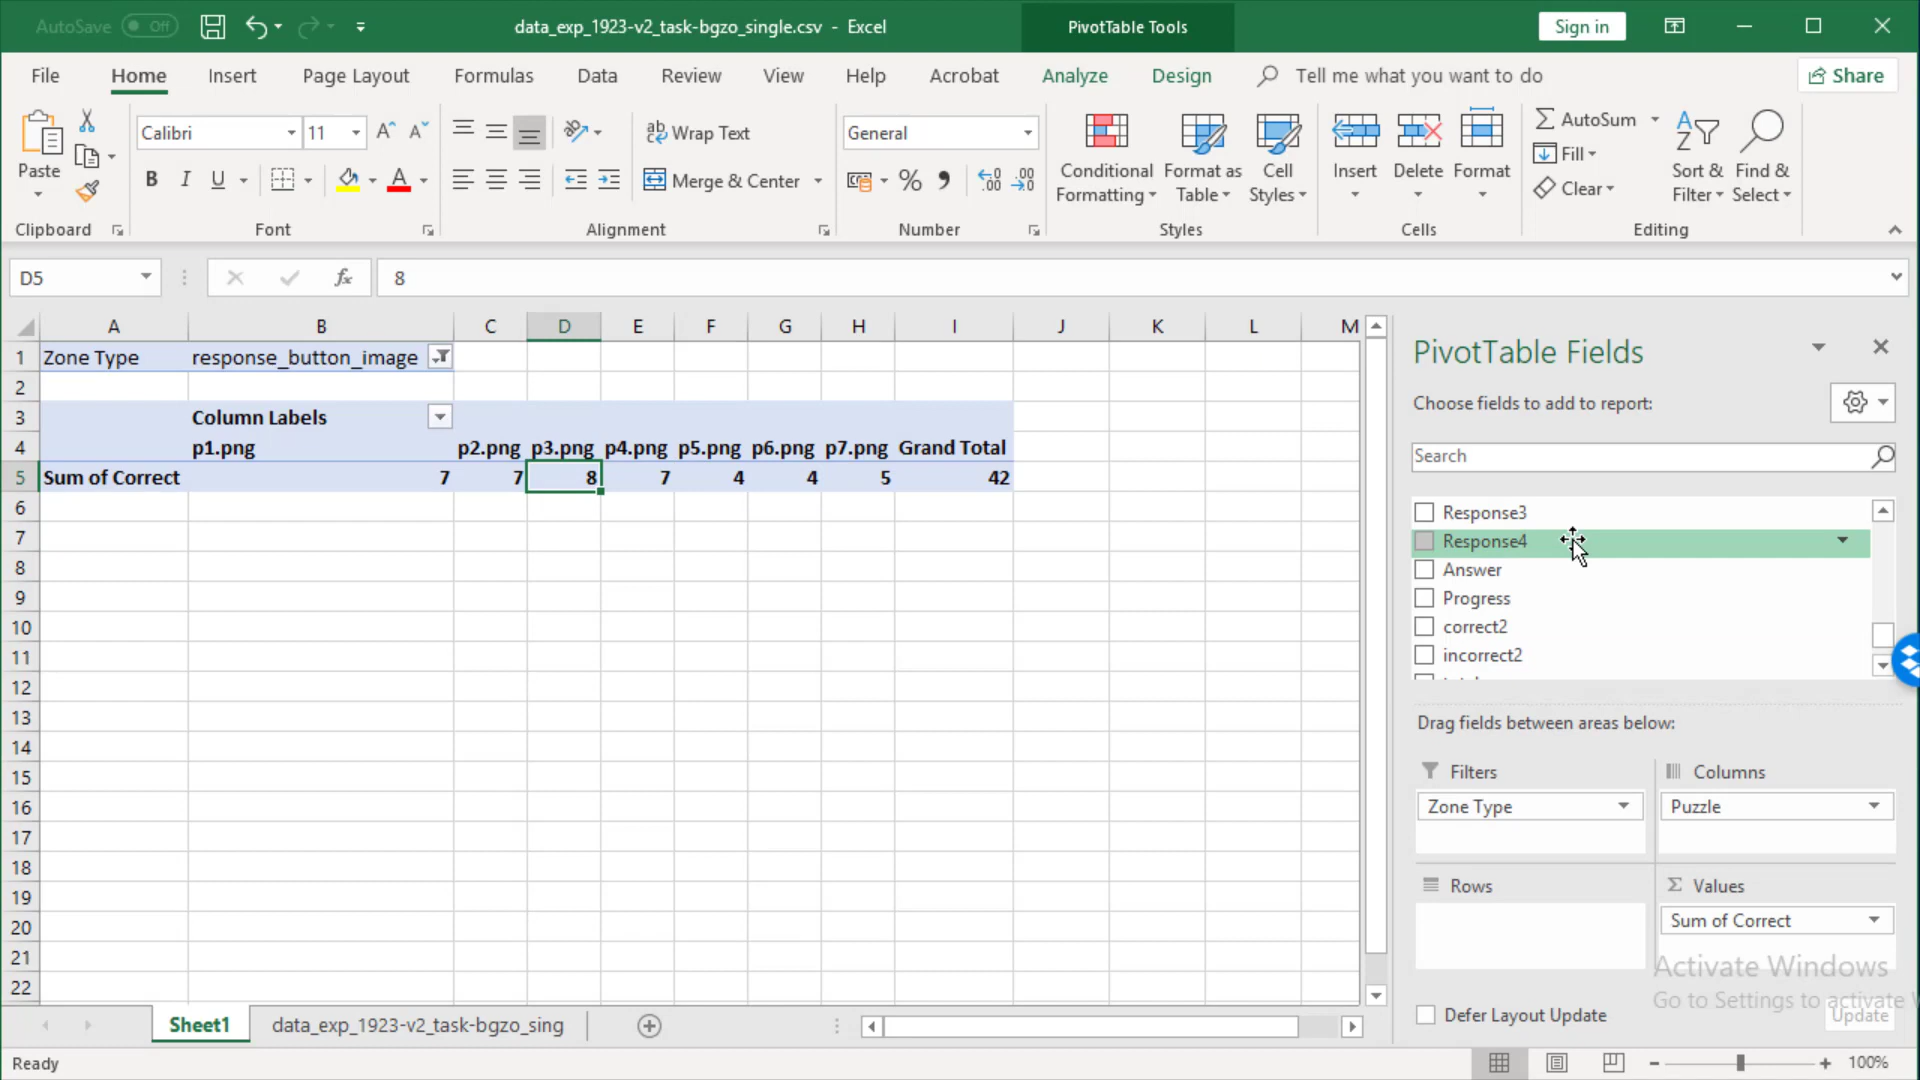 AutoSave Off data_exp_1923-v2_task-bgzo_single.csv - Excel PivotTable Tools Sign in
File Home Insert Page Layout Formulas Data Review View Help Acrobat Analyze Design Tell me what you want to do Share
Paste
Calibri 11
B I U
Wrap Text
Merge & Center
General
Conditional Formatting
Format as Table
Cell Styles
Insert Delete Format
AutoSum
Fill
Clear
Sort & Filter
Find & Select
Clipboard Font Alignment Number Styles Cells Editing
D5 fx 8
A B C D E F G H I J K L M
1 Zone Type response_button_image
2
3 Column Labels
4 p1.png p2.png p3.png p4.png p5.png p6.png p7.png Grand Total
5 Sum of Correct 7 7 8 7 4 4 5 42
6
7
8
9
10
11
12
13
14
15
16
17
18
19
20
21
22
PivotTable Fields
Choose fields to add to report:
Search
Response3
Response4
Answer
Progress
correct2
incorrect2
Drag fields between areas below:
Filters Columns
Zone Type Puzzle
Rows Values
Sum of Correct
Activate Windows
Go to Settings to activate
Defer Layout Update Update
Sheet1 data_exp_1923-v2_task-bgzo_sing
Ready 100%